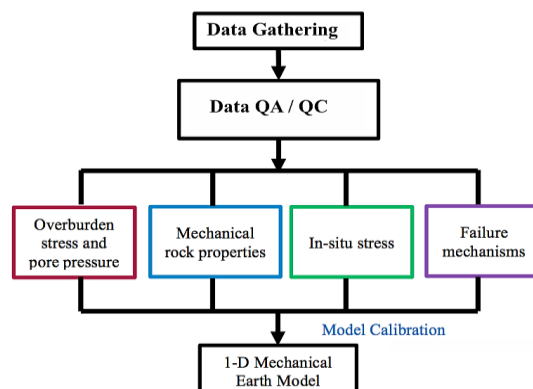 Data Gathering
Data QA / QC
Overburden
stress and
pore pressure
Mechanical
rock properties
In-situ stress
Failure
mechanisms
Model Calibration
1-D Mechanical
Earth Model